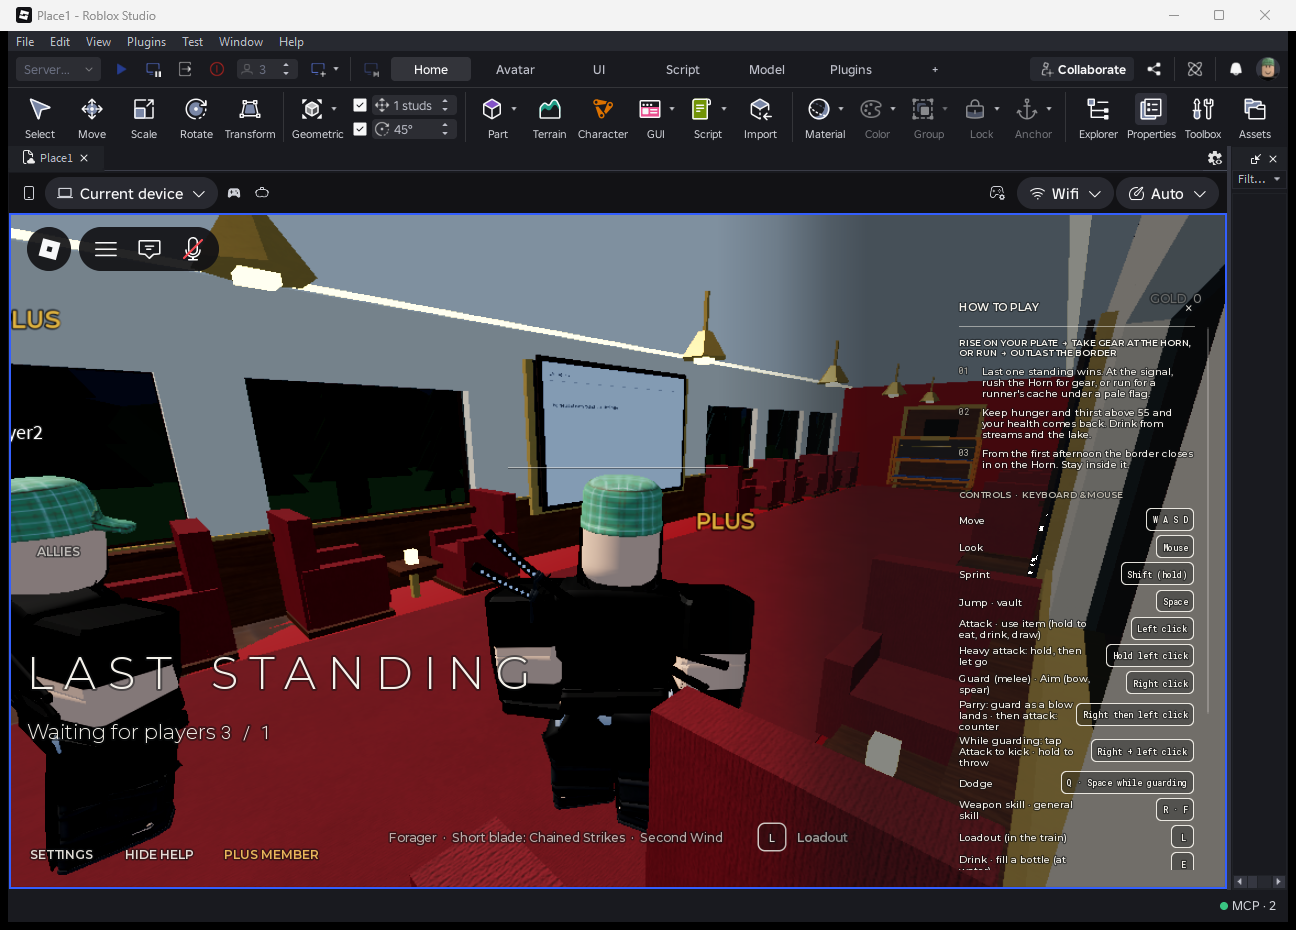 Place1 - Roblox Studio
File Edit View Plugins Test Window Help
Server... 3 Home Avatar UI Script Model Plugins + Collaborate
1 studs
45°
Select Move Scale Rotate Transform Geometric Part Terrain Character GUI Script Import Material Color Group Lock Anchor Explorer Properties Toolbox Assets
Place1
Filt...
Current device Wifi Auto
GOLD 0
HOW TO PLAY
LUS
RISE ON YOUR PLATE → TAKE GEAR AT THE HORN,
OR RUN → OUTLAST THE BORDER
01 Last one standing wins. At the signal,
rush the Horn for gear, or run for a
runner's cache under a pale flag.
02 Keep hunger and thirst above 55 and
your health comes back. Drink from
streams and the lake.
03 From the first afternoon the border closes
in on the Horn. Stay inside it.
yer2
CONTROLS · KEYBOARD & MOUSE
PLUS
Move W A S D
Look Mouse
ALLIES
Sprint Shift (hold)
Jump · vault Space
Attack · use item (hold to
eat, drink, draw) Left click
Heavy attack: hold, then
let go Hold left click
Guard (melee) · Aim (bow,
spear) Right click
Parry: guard as a blow
lands · then attack:
counter Right then left click
While guarding: tap
Attack to kick · hold to
throw Right + left click
Dodge Q · Space while guarding
Weapon skill · general
skill R · F
Loadout (in the train) L
Drink · fill a bottle (at
water) E
LAST STANDING
Waiting for players 3 / 1
Forager · Short blade: Chained Strikes · Second Wind L Loadout
SETTINGS HIDE HELP PLUS MEMBER
MCP · 2